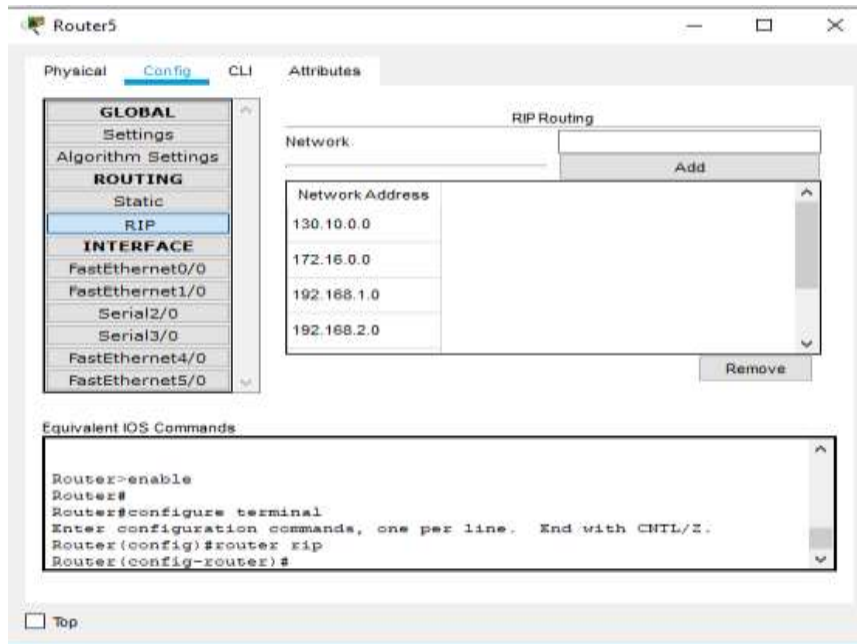 Router5
Physical Config CLI Attributes
GLOBAL
Settings
Algorithm Settings
ROUTING
Static
RIP
INTERFACE
FastEthernet0/0
FastEthernet1/0
Serial2/0
Serial3/0
FastEthernet4/0
FastEthernet5/0
RIP Routing
Network
Add
Network Address
130.10.0.0
172.16.0.0
192.168.1.0
192.168.2.0
Remove
Equivalent IOS Commands
Router>enable
Router#
Router#configure terminal
Enter configuration commands, one per line. End with CNTL/Z.
Router(config)#router rip
Router(config-router)#
Top